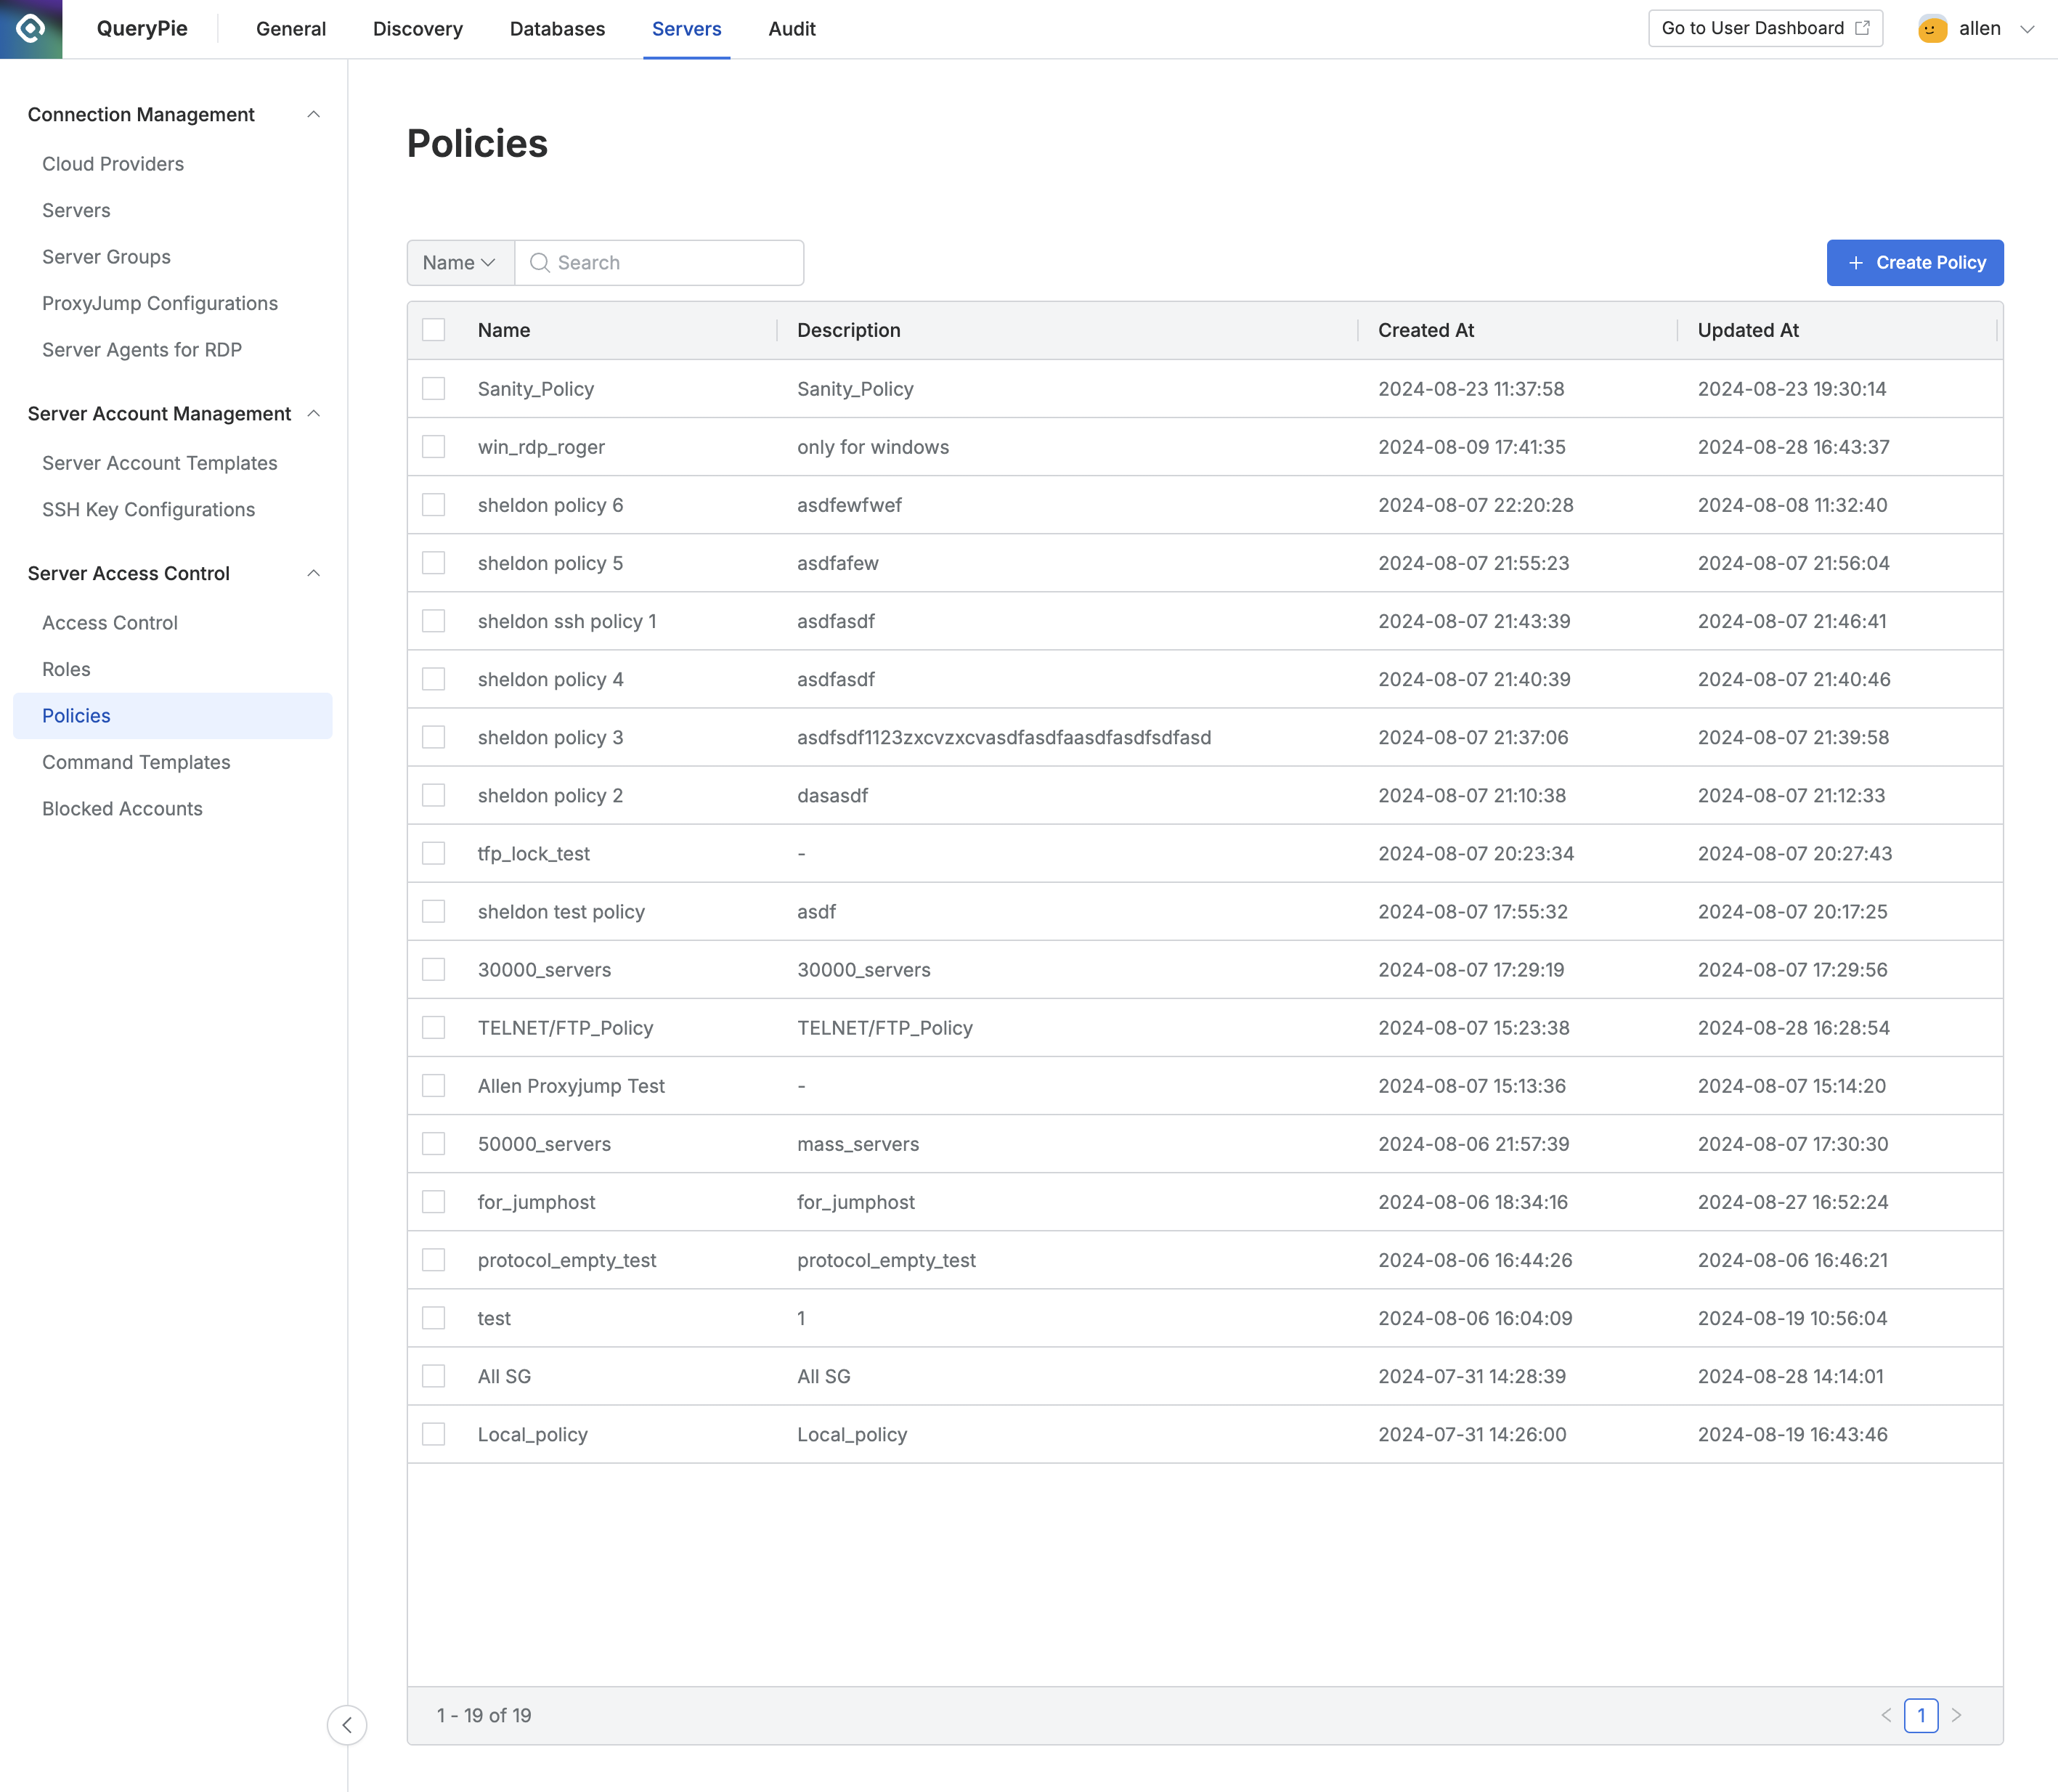 QueryPie General Discovery Databases Servers Audit Go to User Dashboard allen
Connection Management
Cloud Providers
Servers
Server Groups
ProxyJump Configurations
Server Agents for RDP
Server Account Management
Server Account Templates
SSH Key Configurations
Server Access Control
Access Control
Roles
Policies
Command Templates
Blocked Accounts
Policies
Name Search Create Policy
Name Description Created At Updated At
Sanity_Policy Sanity_Policy 2024-08-23 11:37:58 2024-08-23 19:30:14
win_rdp_roger only for windows 2024-08-09 17:41:35 2024-08-28 16:43:37
sheldon policy 6 asdfewfwef 2024-08-07 22:20:28 2024-08-08 11:32:40
sheldon policy 5 asdfafew 2024-08-07 21:55:23 2024-08-07 21:56:04
sheldon ssh policy 1 asdfasdf 2024-08-07 21:43:39 2024-08-07 21:46:41
sheldon policy 4 asdfasdf 2024-08-07 21:40:39 2024-08-07 21:40:46
sheldon policy 3 asdfsdf1123zxcvzxcvasdfasdfaasdfasdfsdfasd 2024-08-07 21:37:06 2024-08-07 21:39:58
sheldon policy 2 dasasdf 2024-08-07 21:10:38 2024-08-07 21:12:33
tfp_lock_test - 2024-08-07 20:23:34 2024-08-07 20:27:43
sheldon test policy asdf 2024-08-07 17:55:32 2024-08-07 20:17:25
30000_servers 30000_servers 2024-08-07 17:29:19 2024-08-07 17:29:56
TELNET/FTP_Policy TELNET/FTP_Policy 2024-08-07 15:23:38 2024-08-28 16:28:54
Allen Proxyjump Test - 2024-08-07 15:13:36 2024-08-07 15:14:20
50000_servers mass_servers 2024-08-06 21:57:39 2024-08-07 17:30:30
for_jumphost for_jumphost 2024-08-06 18:34:16 2024-08-27 16:52:24
protocol_empty_test protocol_empty_test 2024-08-06 16:44:26 2024-08-06 16:46:21
test 1 2024-08-06 16:04:09 2024-08-19 10:56:04
All SG All SG 2024-07-31 14:28:39 2024-08-28 14:14:01
Local_policy Local_policy 2024-07-31 14:26:00 2024-08-19 16:43:46
1 - 19 of 19 1